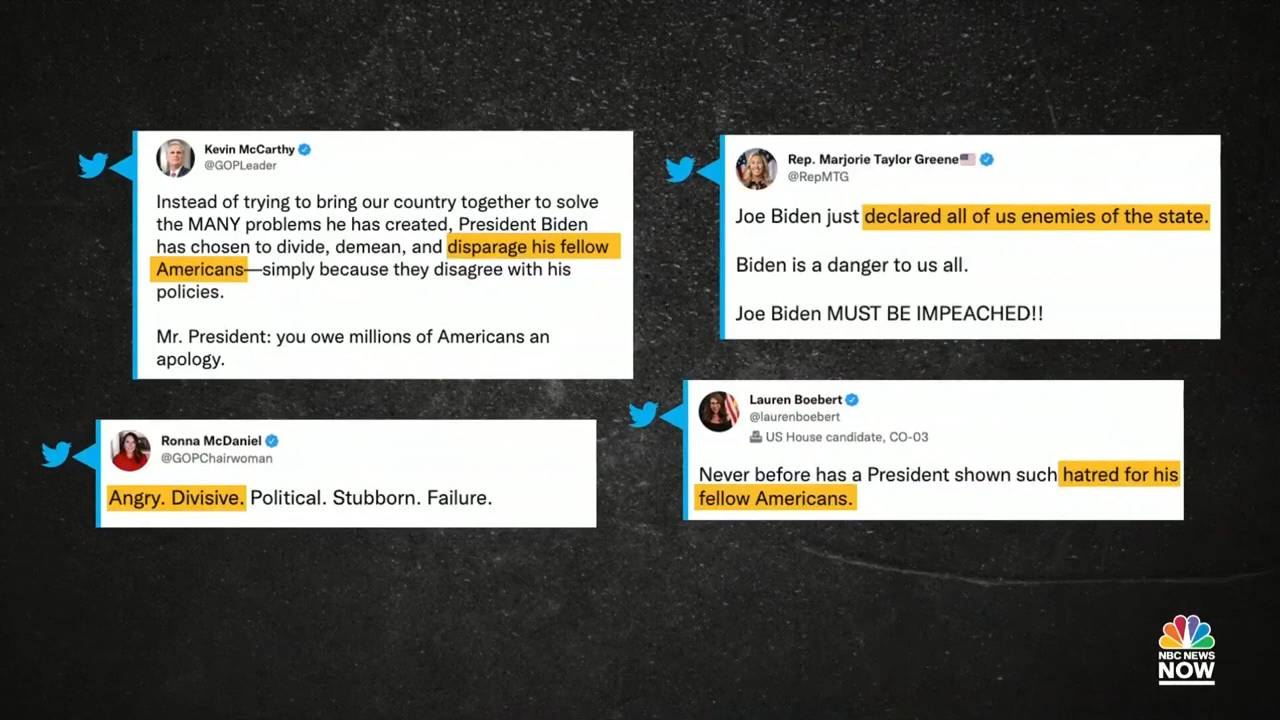 Kevin McCarthy
@GOPLeader
Instead of trying to bring our country together to solve
the MANY problems he has created, President Biden
has chosen to divide, demean, and disparage his fellow
Americans—simply because they disagree with his
policies.
Mr. President: you owe millions of Americans an
apology.
Rep. Marjorie Taylor Greene
@RepMTG
Joe Biden just declared all of us enemies of the state.
Biden is a danger to us all.
Joe Biden MUST BE IMPEACHED!!
Ronna McDaniel
@GOPChairwoman
Angry. Divisive. Political. Stubborn. Failure.
Lauren Boebert
@laurenboebert
US House candidate, CO-03
Never before has a President shown such hatred for his
fellow Americans.
NBC NEWS
NOW